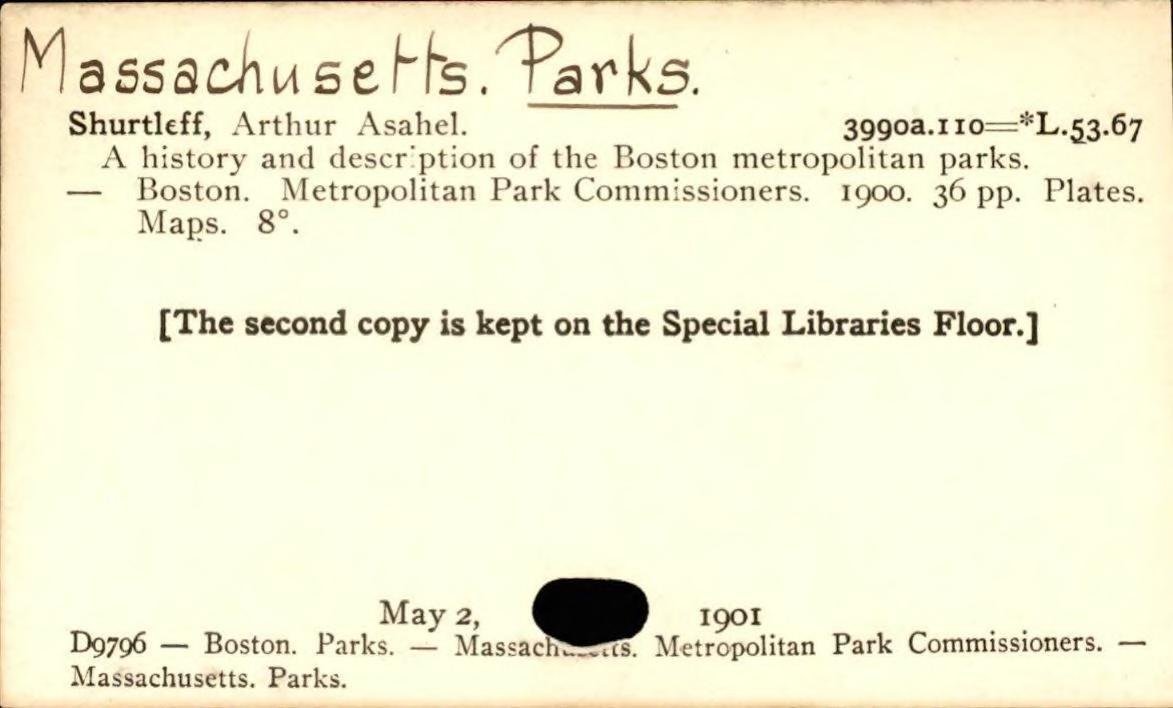 Massachusetts. Parks.
Shurtleff, Arthur Asahel. 3990a.110=*L.53.67
A history and description of the Boston metropolitan parks.
— Boston. Metropolitan Park Commissioners. 1900. 36 pp. Plates.
Maps. 8°.
[The second copy is kept on the Special Libraries Floor.]
May 2, 1901
D9796 — Boston. Parks. — Massachusetts. Metropolitan Park Commissioners. —
Massachusetts. Parks.